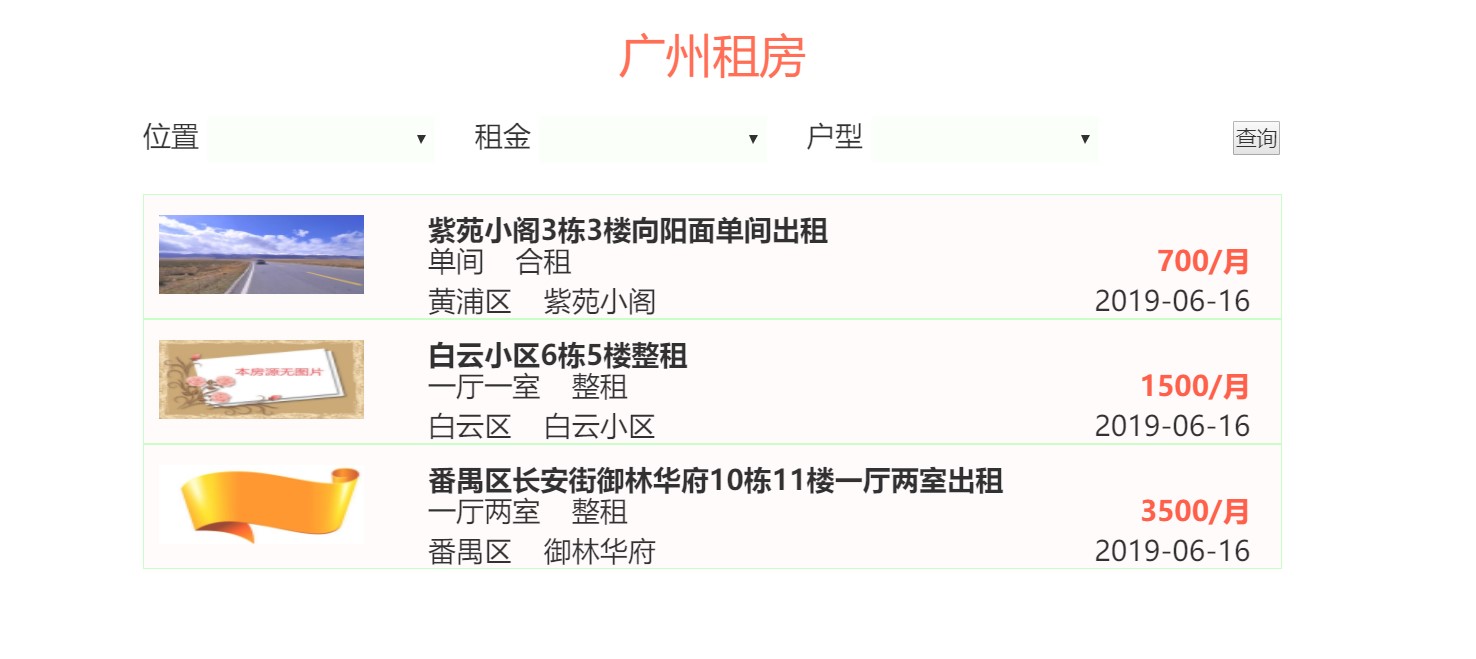 广州租房
位置 租金 户型 查询
紫苑小阁3栋3楼向阳面单间出租
单间 合租 700/月
黄浦区 紫苑小阁 2019-06-16
本房源无图片
白云小区6栋5楼整租
一厅一室 整租 1500/月
白云区 白云小区 2019-06-16
番禺区长安街御林华府10栋11楼一厅两室出租
一厅两室 整租 3500/月
番禺区 御林华府 2019-06-16